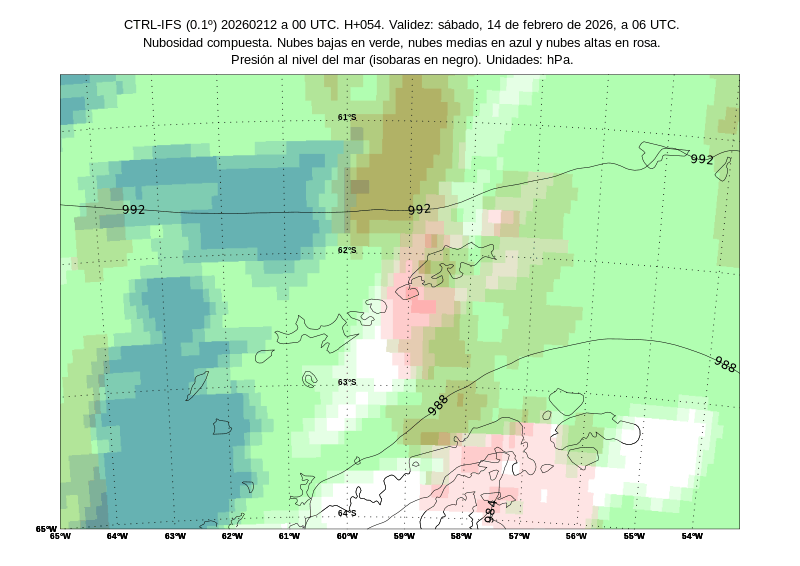 CTRL-IFS (0.1º) 20260212 a 00 UTC. H+054. Validez: sábado, 14 de febrero de 2026, a 06 UTC.
Nubosidad compuesta. Nubes bajas en verde, nubes medias en azul y nubes altas en rosa.
Presión al nivel del mar (isobaras en negro). Unidades: hPa.
61°S
992
992
992
62°S
988
63°S
988
64°S
984
65°W
65°W 64°W 63°W 62°W 61°W 60°W 59°W 58°W 57°W 56°W 55°W 54°W